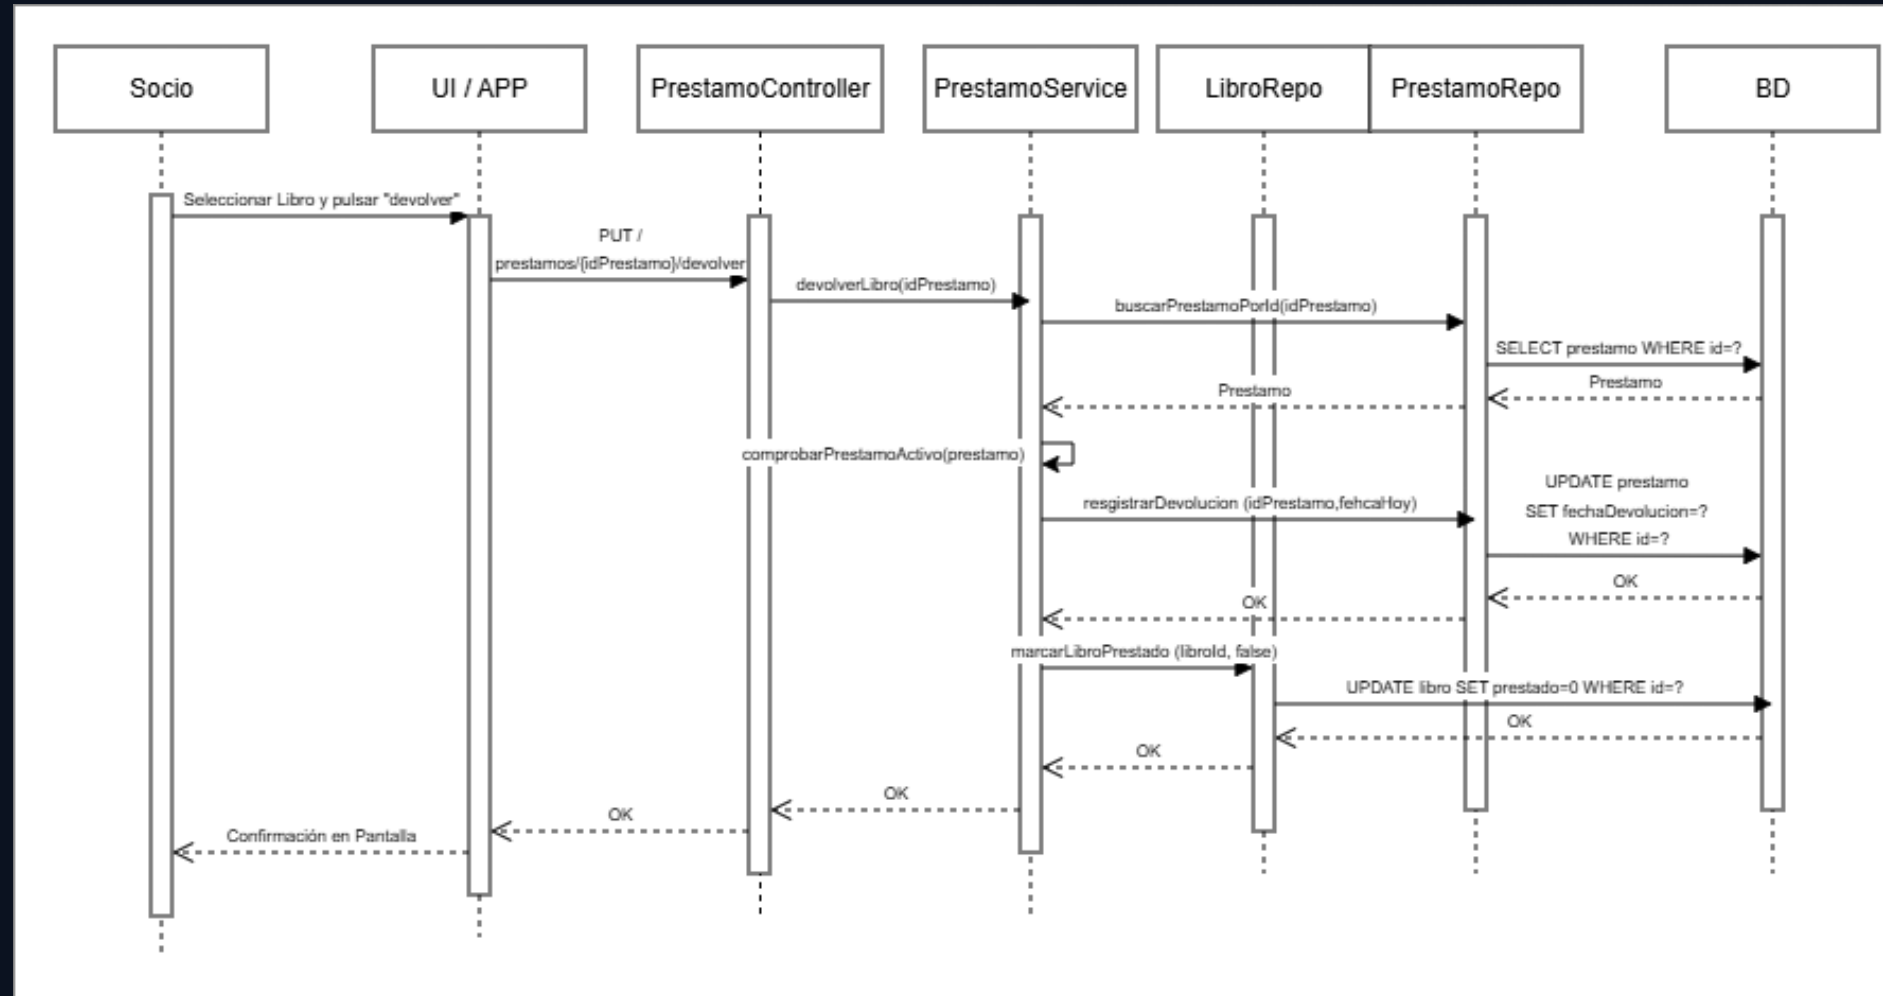 Socio
UI / APP
PrestamoController
PrestamoService
LibroRepo
PrestamoRepo
BD
Seleccionar Libro y pulsar "devolver"
PUT /
prestamos/{idPrestamo}/devolver
devolverLibro(idPrestamo)
buscarPrestamoPorId(idPrestamo)
SELECT prestamo WHERE id=?
Prestamo
Prestamo
comprobarPrestamoActivo(prestamo)
UPDATE prestamo
SET fechaDevolucion=?
WHERE id=?
resgistrarDevolucion (idPrestamo,fehcaHoy)
OK
OK
marcarLibroPrestado (libroId, false)
UPDATE libro SET prestado=0 WHERE id=?
OK
OK
OK
OK
Confirmación en Pantalla